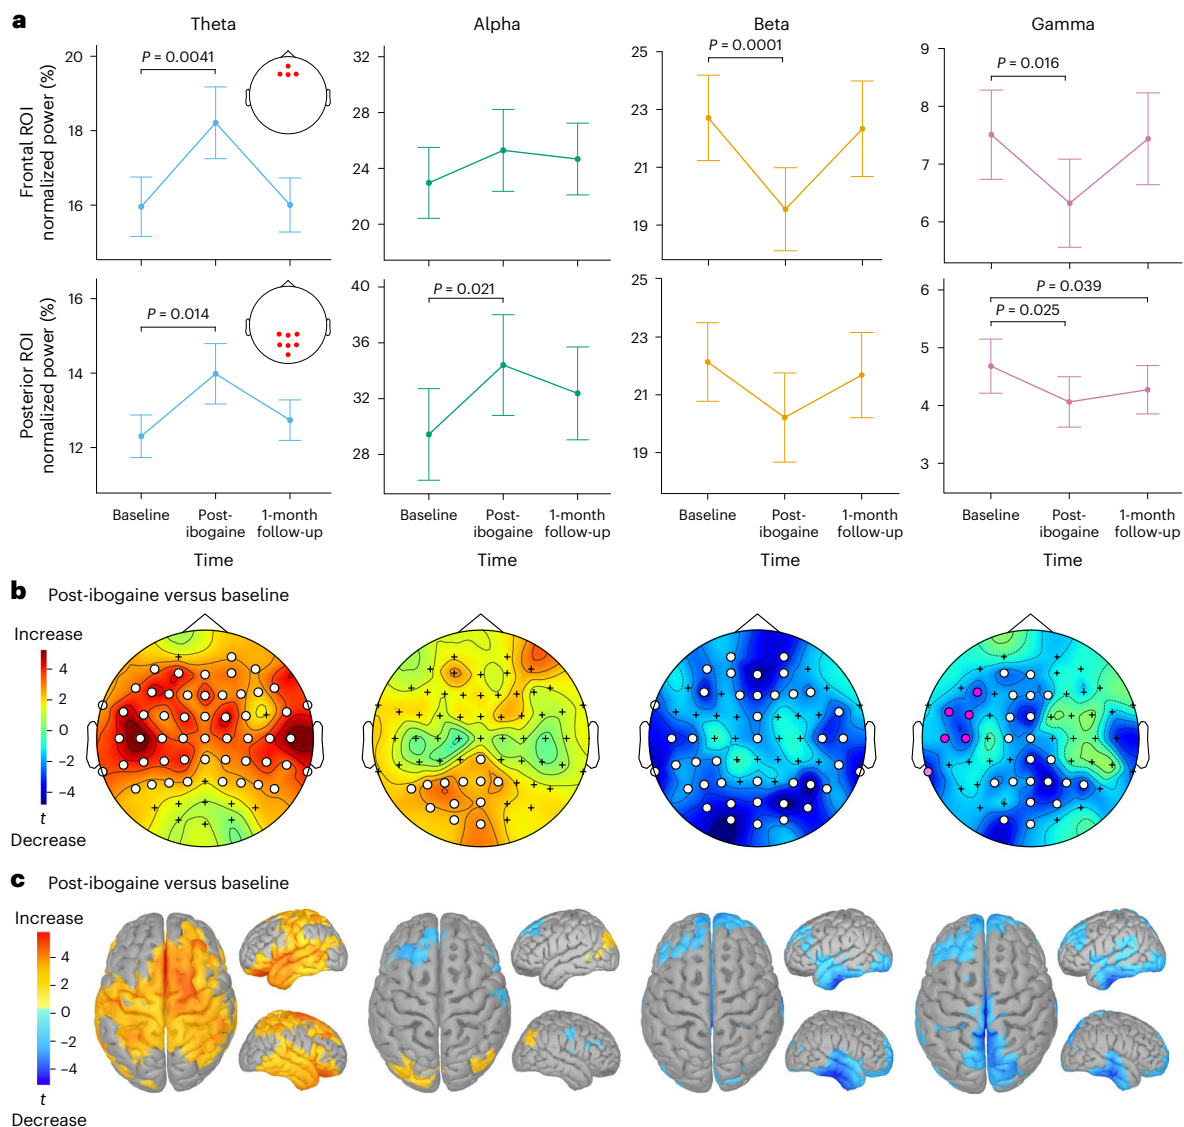 a
Theta
Alpha
Beta
Gamma
Frontal ROI
normalized power (%)
20
18
16
P = 0.0041
32
28
24
20
25
23
21
19
P = 0.0001
9
8
7
6
P = 0.016
Posterior ROI
normalized power (%)
16
14
12
P = 0.014
40
36
32
28
P = 0.021
25
23
21
19
6
5
4
3
P = 0.039
P = 0.025
Baseline
Post-
ibogaine
1-month
follow-up
Baseline
Post-
ibogaine
1-month
follow-up
Baseline
Post-
ibogaine
1-month
follow-up
Baseline
Post-
ibogaine
1-month
follow-up
Time
Time
Time
Time
b
Post-ibogaine versus baseline
Increase
4
2
0
−2
−4
t
Decrease
c
Post-ibogaine versus baseline
Increase
4
2
0
−2
−4
t
Decrease